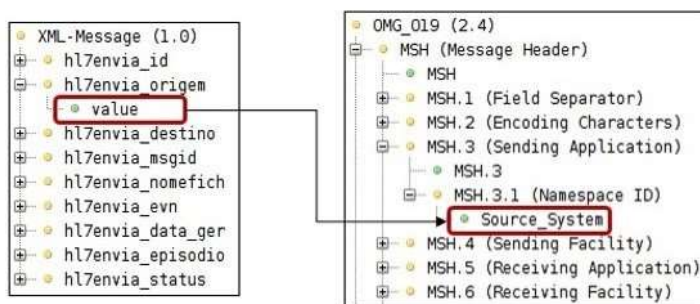 XML-Message (1.0)
hl7envia_id
hl7envia_origem
value
hl7envia_destino
hl7envia_msgid
hl7envia_nomefich
hl7envia_evn
hl7envia_data_ger
hl7envia_episodio
hl7envia_status
OMG_O19 (2.4)
MSH (Message Header)
MSH
MSH.1 (Field Separator)
MSH.2 (Encoding Characters)
MSH.3 (Sending Application)
MSH.3
MSH.3.1 (Namespace ID)
Source_System
MSH.4 (Sending Facility)
MSH.5 (Receiving Application)
MSH.6 (Receiving Facility)